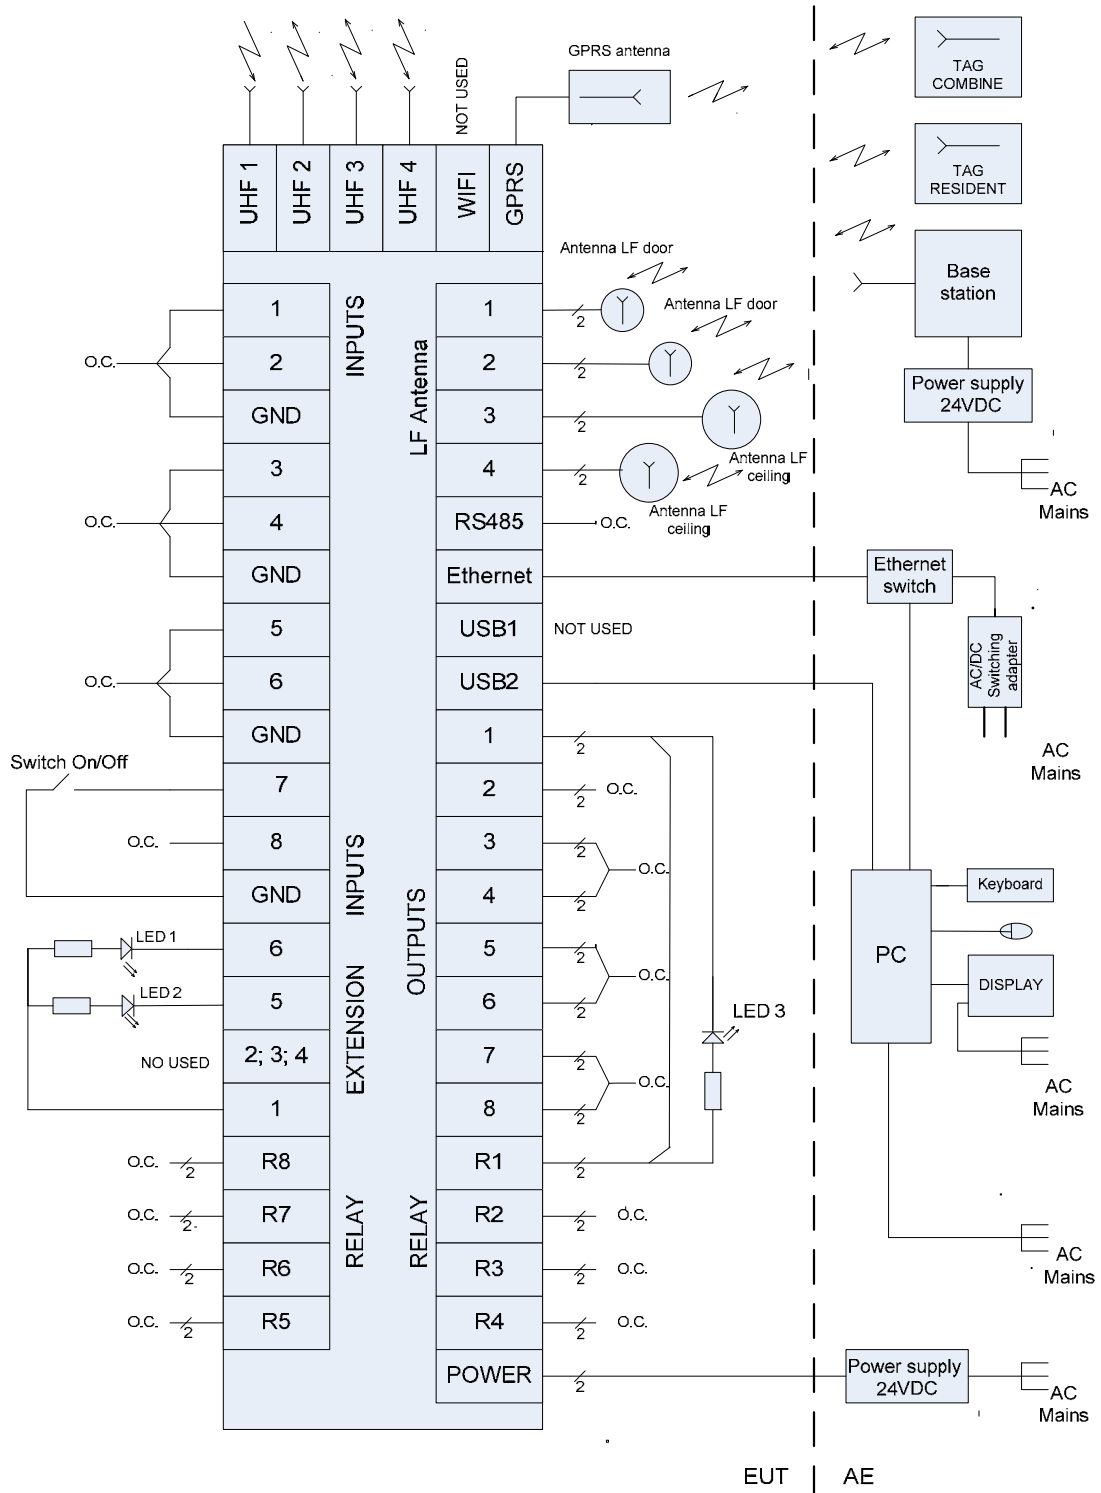 GPRS antenna
NOT USED
UHF 1
UHF 2
UHF 3
UHF 4
WIFI
GPRS
TAG
COMBINE
TAG
RESIDENT
Base
station
Power supply
24VDC
AC
Mains
Antenna LF door
Antenna LF door
Antenna LF
ceiling
Antenna LF
ceiling
INPUTS
LF Antenna
O.C.
1
2
GND
O.C.
3
4
GND
O.C.
5
6
GND
Switch On/Off
7
O.C.
8
GND
INPUTS
LED 1
6
LED 2
5
NO USED
2; 3; 4
1
EXTENSION
O.C.
2
R8
O.C.
2
R7
O.C.
2
R6
O.C.
2
R5
RELAY
1
2
2
2
3
2
4
2
RS485
O.C.
Ethernet
USB1
NOT USED
USB2
1
2
2
2
O.C.
3
2
4
2
O.C.
5
2
6
2
O.C.
7
2
8
2
O.C.
OUTPUTS
LED 3
R1
2
R2
2
O.C.
R3
2
O.C.
R4
2
O.C.
RELAY
POWER
2
Ethernet
switch
AC/DC
Switching
adapter
AC
Mains
PC
Keyboard
DISPLAY
AC
Mains
AC
Mains
Power supply
24VDC
AC
Mains
EUT
AE